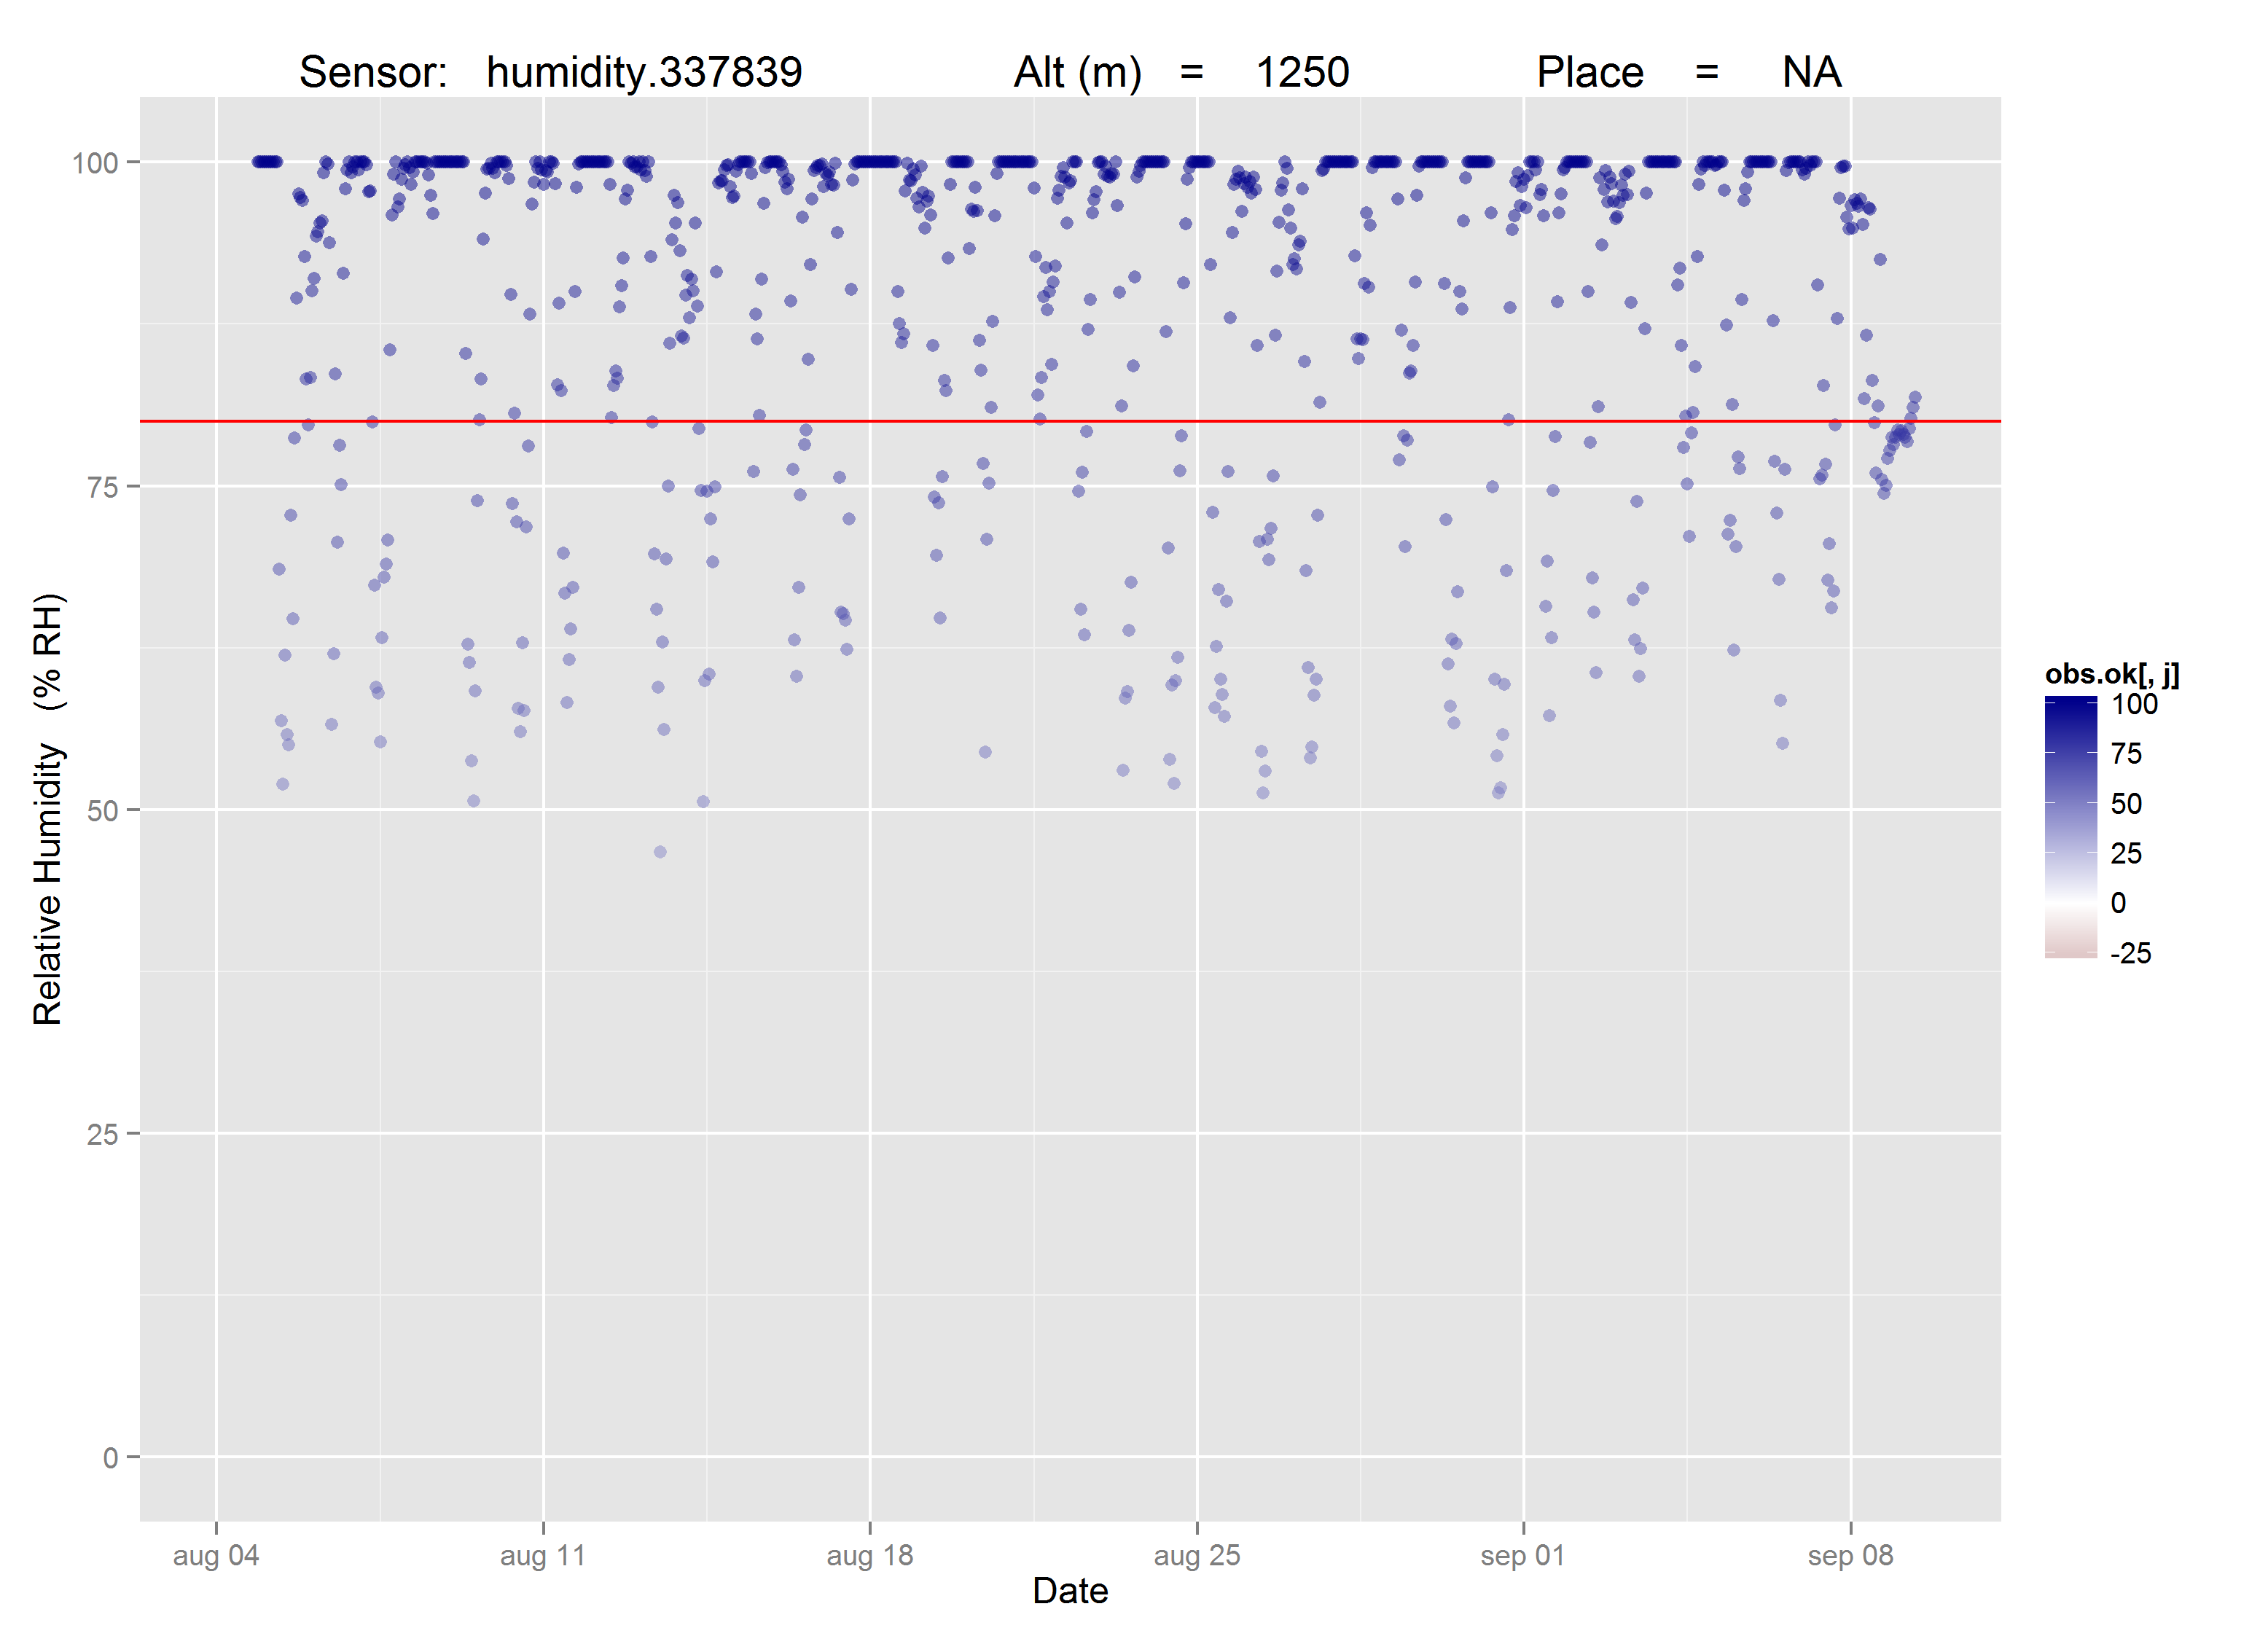 Sensor: humidity.337839 Alt (m) = 1250 Place = NA
Relative Humidity (% RH)
100
75
50
25
0
aug 04 aug 11 aug 18 aug 25 sep 01 sep 08
Date
obs.ok[, j]
100
75
50
25
0
-25